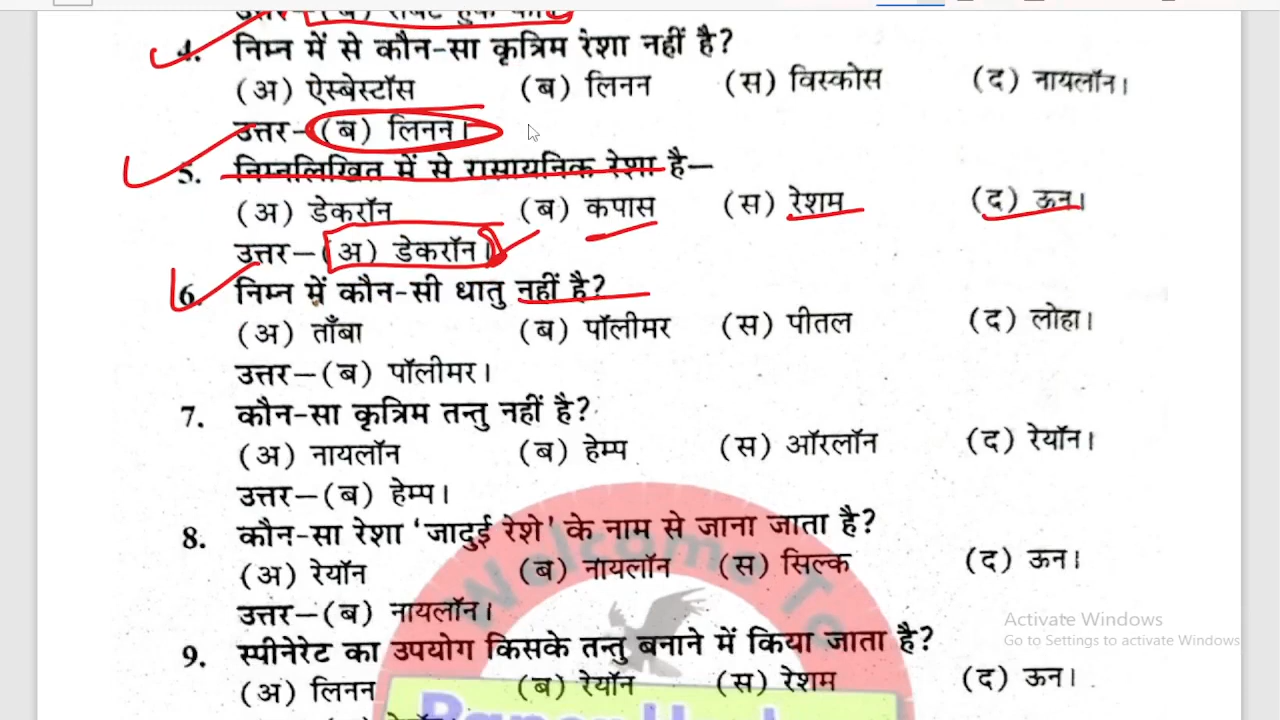 4. निम्न में से कौन-सा कृत्रिम रेशा नहीं है?
(अ) ऐस्बेस्टॉस (ब) लिनन (स) विस्कोस (द) नायलॉन।
उत्तर–(ब) लिनन।
5. निम्नलिखित में से रासायनिक रेशा है—
(अ) डेकरॉन (ब) कपास (स) रेशम (द) ऊन।
उत्तर—(अ) डेकरॉन।
6. निम्न में कौन-सी धातु नहीं है?
(अ) ताँबा (ब) पॉलीमर (स) पीतल (द) लोहा।
उत्तर—(ब) पॉलीमर।
7. कौन-सा कृत्रिम तन्तु नहीं है?
(अ) नायलॉन (ब) हेम्प (स) ऑरलॉन (द) रेयॉन।
उत्तर—(ब) हेम्प।
8. कौन-सा रेशा ‘जादुई रेशे’ के नाम से जाना जाता है?
(अ) रेयॉन (ब) नायलॉन (स) सिल्क (द) ऊन।
उत्तर—(ब) नायलॉन।
9. स्पीनेरेट का उपयोग किसके तन्तु बनाने में किया जाता है?
(अ) लिनन (ब) रेयॉन (स) रेशम (द) ऊन।
Welcome To
Activate Windows
Go to Settings to activate Windows